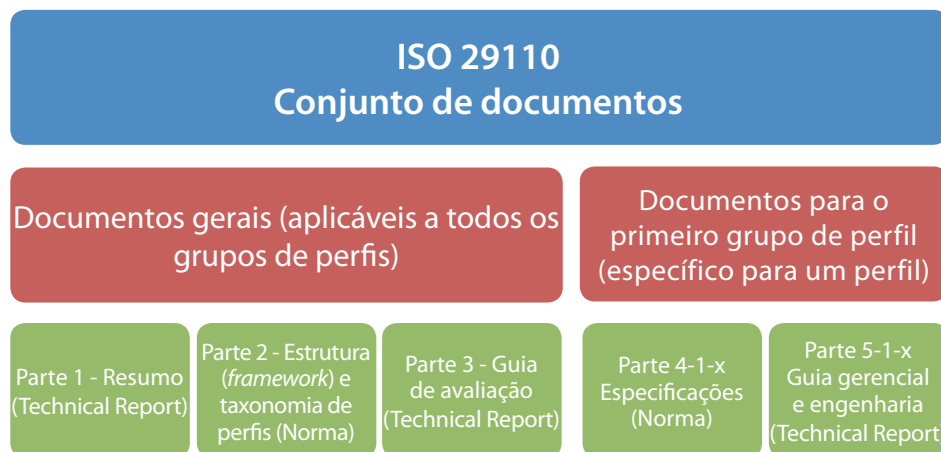 ISO 29110
Conjunto de documentos
Documentos gerais (aplicáveis a todos os
grupos de perfis)
Documentos para o
primeiro grupo de perfil
(específico para um perfil)
Parte 1 - Resumo
(Technical Report)
Parte 2 - Estrutura
(framework) e
taxonomia de
perfis (Norma)
Parte 3 - Guia
de avaliação
(Technical Report)
Parte 4-1-x
Especificações
(Norma)
Parte 5-1-x
Guia gerencial
e engenharia
(Technical Report)